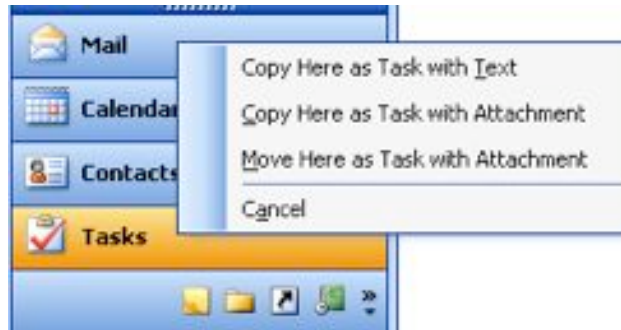 Mail
Calendar
Contacts
Tasks
Copy Here as Task with Text
Copy Here as Task with Attachment
Move Here as Task with Attachment
Cancel